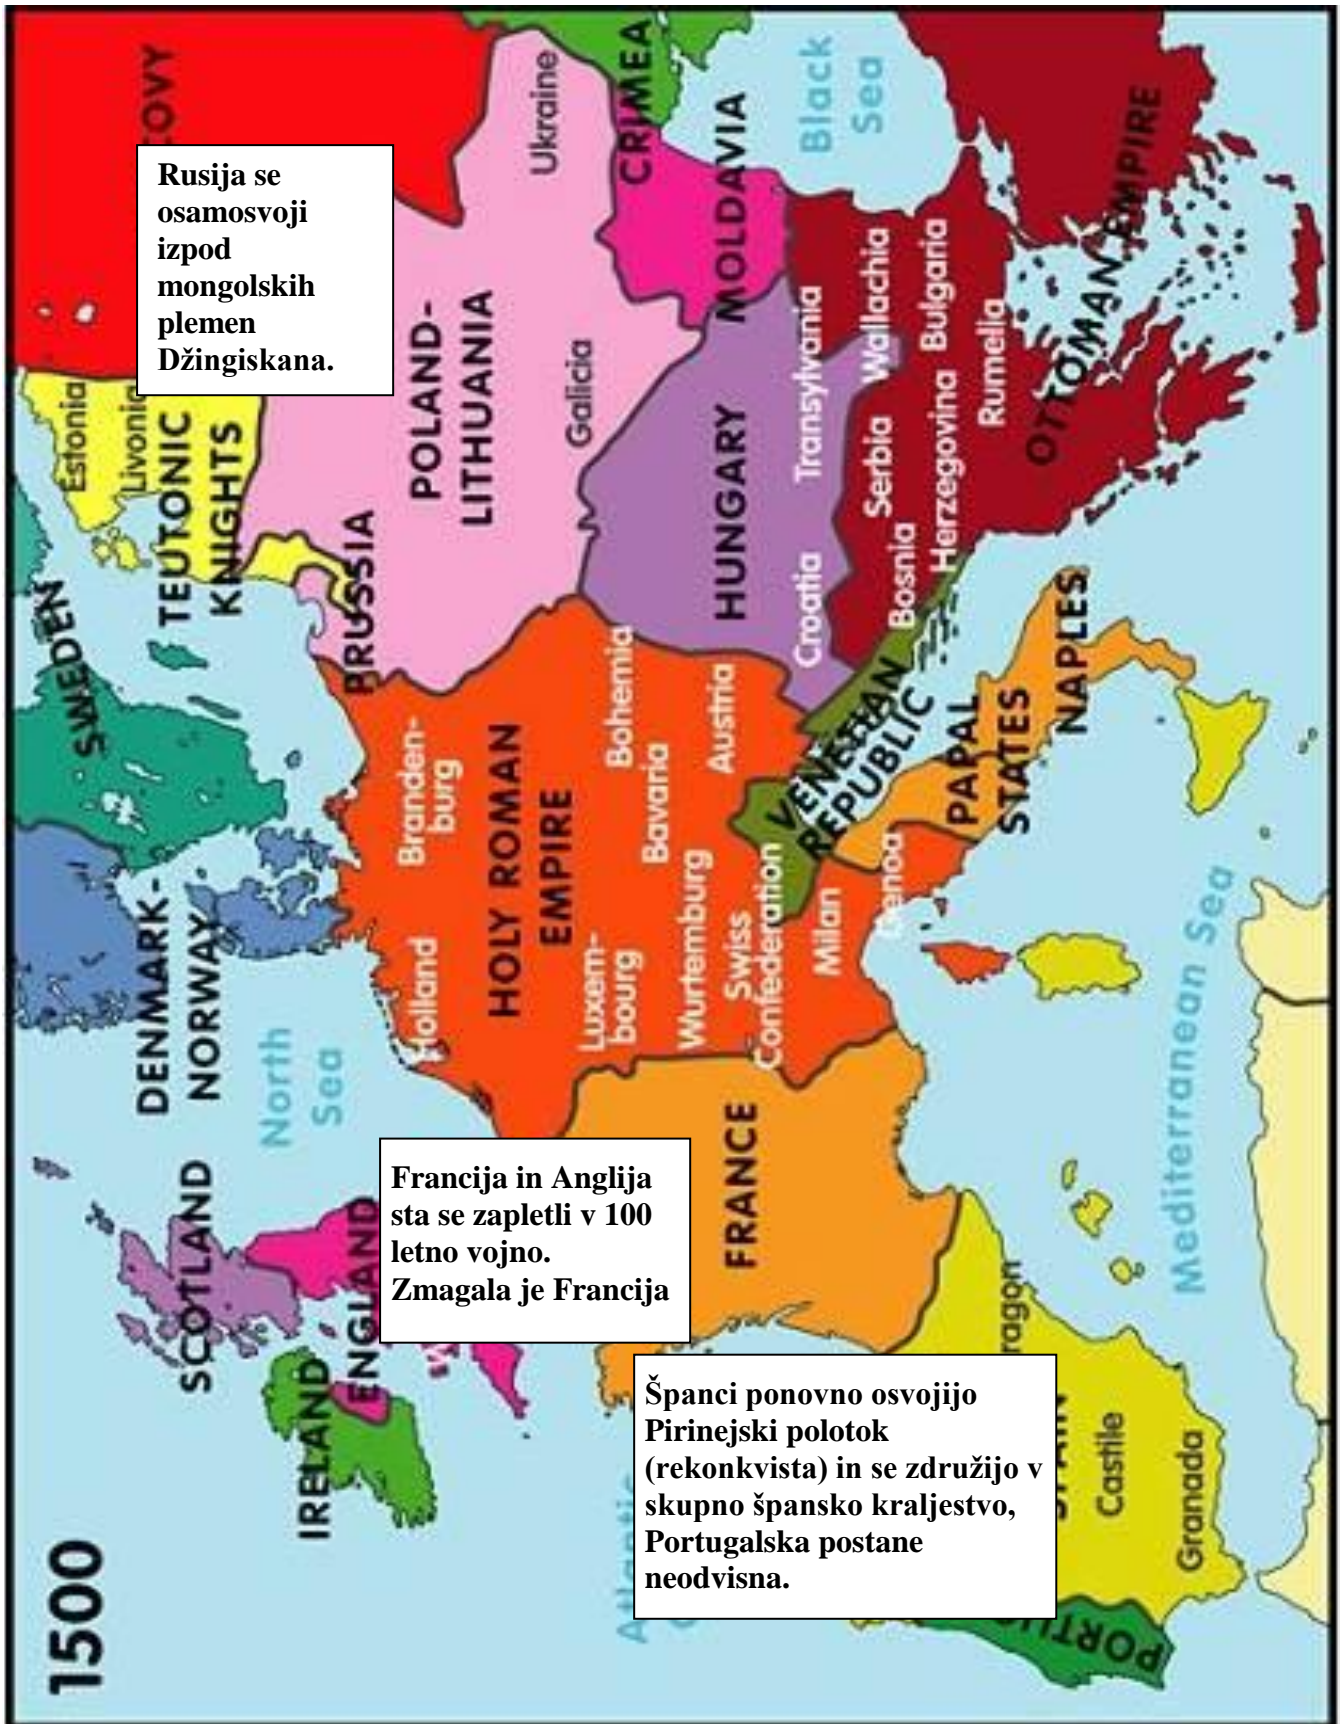 1500
IRELAND
SCOTLAND
ENGLAND
DENMARK-
NORWAY
SWEDEN
North
Sea
TEUTONIC
KNIGHTS
Estonia
Livonia
PRUSSIA
POLAND-
LITHUANIA
Ukraine
Galicia
CRIMEA
MOLDAVIA
Black
Sea
Holland
Branden-
burg
HOLY ROMAN
EMPIRE
Luxem-
bourg
Bohemia
Bavaria
Wurtemburg
Austria
Swiss
Confederation
Milan
Genoa
FRANCE
HUNGARY
Transylvania
Croatia
Wallachia
Serbia
Bosnia
Herzegovina
Bulgaria
Rumelia
OTTOMAN EMPIRE
VENETIAN
REPUBLIC
PAPAL
STATES
NAPLES
Mediterranean Sea
Castile
Granada
Rusija se
osamosvoji
izpod
mongolskih
plemen
Džingiskana.
Francija in Anglija
sta se zapletli v 100
letno vojno.
Zmagala je Francija
Španci ponovno osvojijo
Pirinejski polotok
(rekonkvista) in se združijo v
skupno špansko kraljestvo,
Portugalska postane
neodvisna.